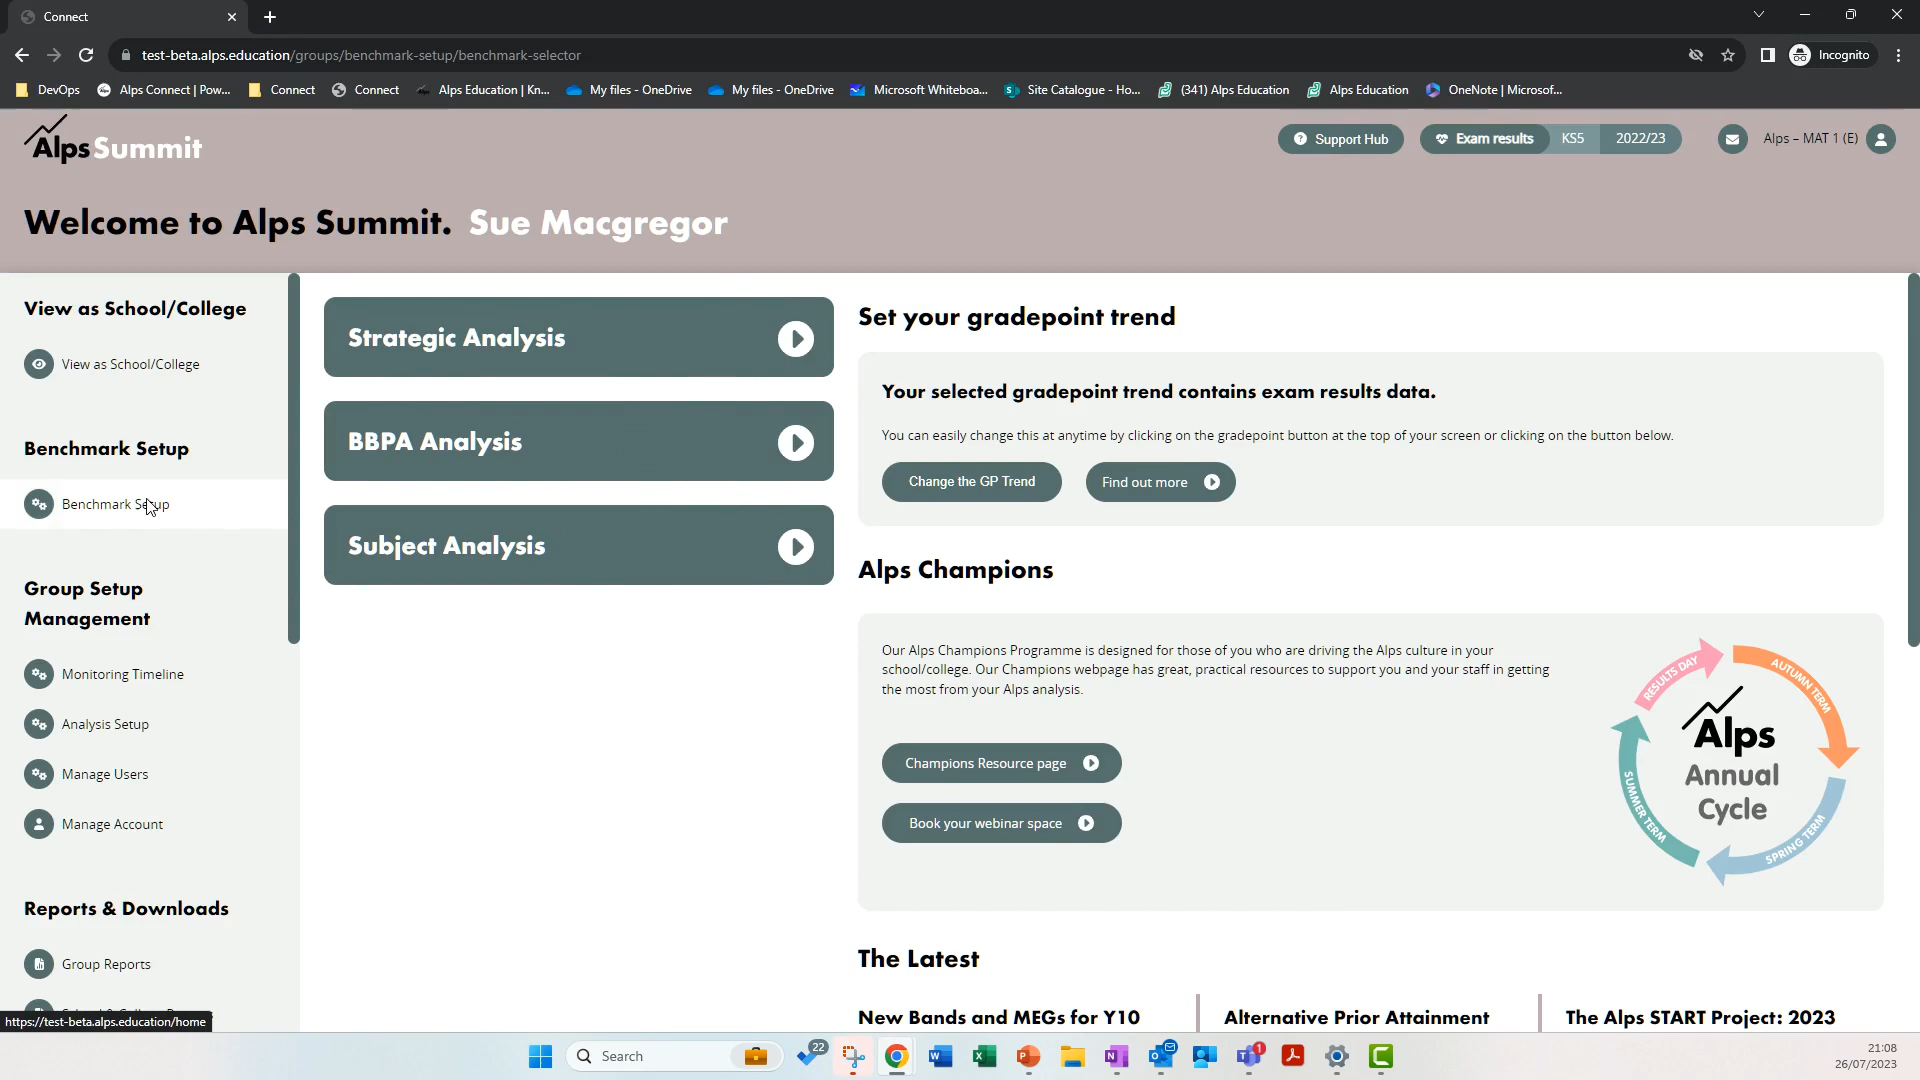 Connect
test-beta.alps.education/groups/benchmark-setup/benchmark-selector
Incognito
DevOps
Alps Connect | Pow...
Connect
Connect
Alps Education | Kn...
My files - OneDrive
My files - OneDrive
Microsoft Whiteboa...
Site Catalogue - Ho...
(341) Alps Education
Alps Education
OneNote | Microsof...
Alps Summit
Support Hub
Exam results
KS5
2022/23
Alps – MAT 1 (E)
Welcome to Alps Summit. Sue Macgregor
View as School/College
View as School/College
Benchmark Setup
Benchmark Setup
Group Setup
Management
Monitoring Timeline
Analysis Setup
Manage Users
Manage Account
Reports & Downloads
Group Reports
https://test-beta.alps.education/home
Strategic Analysis
BBPA Analysis
Subject Analysis
Set your gradepoint trend
Your selected gradepoint trend contains exam results data.
You can easily change this at anytime by clicking on the gradepoint button at the top of your screen or clicking on the button below.
Change the GP Trend
Find out more
Alps Champions
Our Alps Champions Programme is designed for those of you who are driving the Alps culture in your
school/college. Our Champions webpage has great, practical resources to support you and your staff in getting
the most from your Alps analysis.
Champions Resource page
Book your webinar space
RESULTS DAY
AUTUMN TERM
SPRING TERM
SUMMER TERM
Alps
Annual
Cycle
The Latest
New Bands and MEGs for Y10
Alternative Prior Attainment
The Alps START Project: 2023
Search
22
1
21:08
26/07/2023